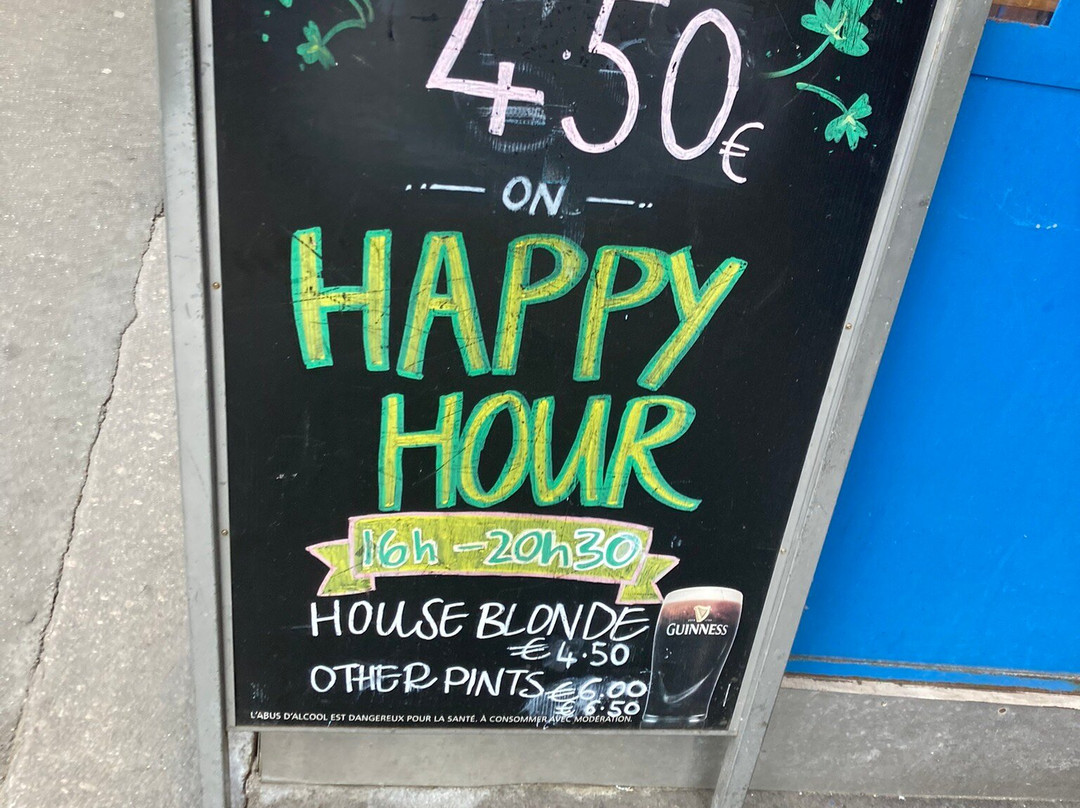 4.50€
ON
HAPPY
HOUR
16h - 20h30
HOUSE BLONDE
€ 4.50
OTHER PINTS €6.00
€ 6.50
GUINNESS
L'ABUS D'ALCOOL EST DANGEREUX POUR LA SANTÉ. À CONSOMMER AVEC MODÉRATION.